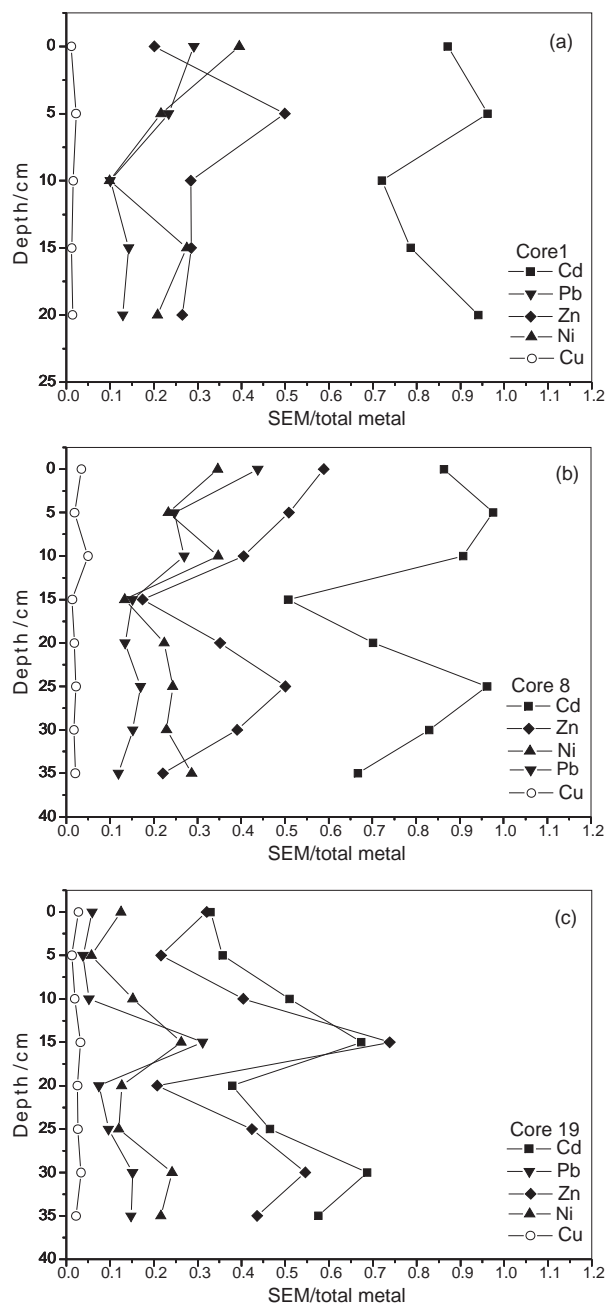 (a)
0
5
10
15
20
25
Depth/cm
Core1
Cd
Pb
Zn
Ni
Cu
0.0 0.1 0.2 0.3 0.4 0.5 0.6 0.7 0.8 0.9 1.0 1.1 1.2
SEM/total metal
(b)
0
5
10
15
20
25
30
35
40
Depth/cm
Core 8
Cd
Zn
Ni
Pb
Cu
0.0 0.1 0.2 0.3 0.4 0.5 0.6 0.7 0.8 0.9 1.0 1.1 1.2
SEM/total metal
(c)
0
5
10
15
20
25
30
35
40
Depth/cm
Core 19
Cd
Pb
Zn
Ni
Cu
0.0 0.1 0.2 0.3 0.4 0.5 0.6 0.7 0.8 0.9 1.0 1.1 1.2
SEM/total metal